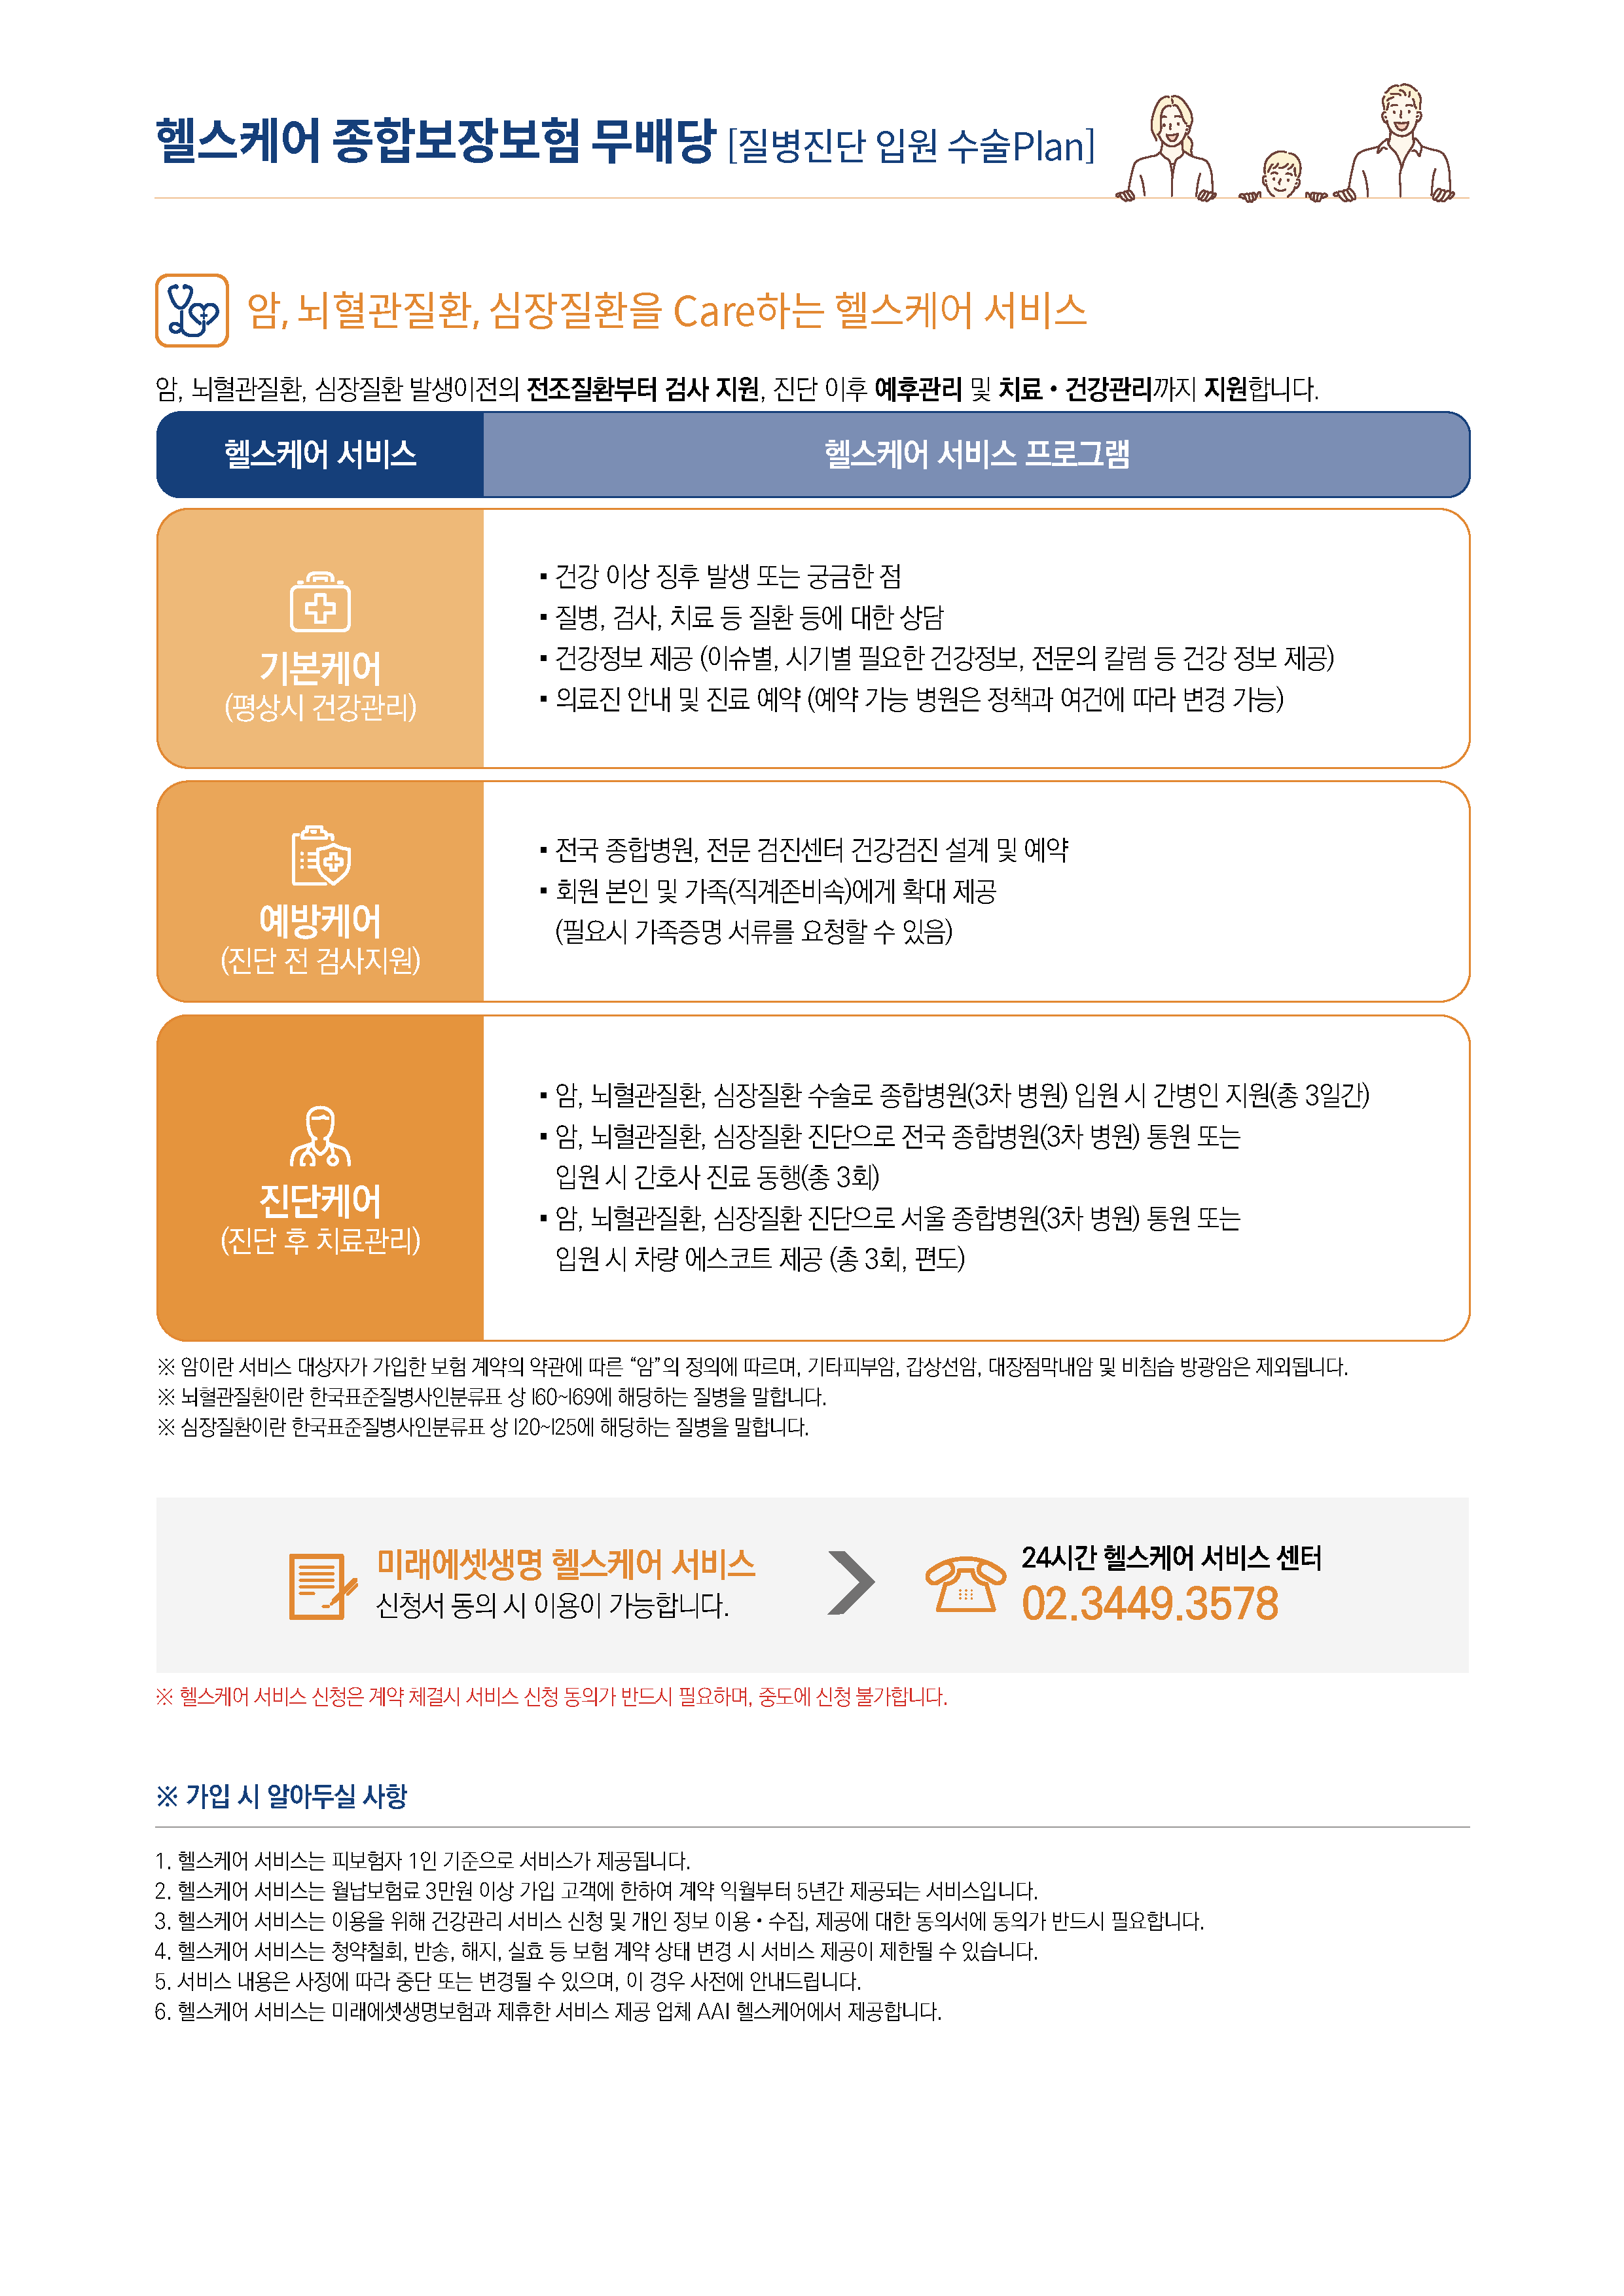 헬스케어 종합보장보험 무배당 [질병진단 입원 수술Plan]
암, 뇌혈관질환, 심장질환을 Care하는 헬스케어 서비스
암, 뇌혈관질환, 심장질환 발생이전의 전조질환부터 검사 지원, 진단 이후 예후관리 및 치료•건강관리까지 지원합니다.
헬스케어 서비스
헬스케어 서비스 프로그램
기본케어
(평상시 건강관리)
▪ 건강 이상 징후 발생 또는 궁금한 점
▪ 질병, 검사, 치료 등 질환 등에 대한 상담
▪ 건강정보 제공 (이슈별, 시기별 필요한 건강정보, 전문의 칼럼 등 건강 정보 제공)
▪ 의료진 안내 및 진료 예약 (예약 가능 병원은 정책과 여건에 따라 변경 가능)
예방케어
(진단 전 검사지원)
▪ 전국 종합병원, 전문 검진센터 건강검진 설계 및 예약
▪ 회원 본인 및 가족(직계존비속)에게 확대 제공
(필요시 가족증명 서류를 요청할 수 있음)
진단케어
(진단 후 치료관리)
▪ 암, 뇌혈관질환, 심장질환 수술로 종합병원(3차 병원) 입원 시 간병인 지원(총 3일간)
▪ 암, 뇌혈관질환, 심장질환 진단으로 전국 종합병원(3차 병원) 통원 또는
입원 시 간호사 진료 동행(총 3회)
▪ 암, 뇌혈관질환, 심장질환 진단으로 서울 종합병원(3차 병원) 통원 또는
입원 시 차량 에스코트 제공 (총 3회, 편도)
※ 암이란 서비스 대상자가 가입한 보험 계약의 약관에 따른 “암”의 정의에 따르며, 기타피부암, 갑상선암, 대장점막내암 및 비침습 방광암은 제외됩니다.
※ 뇌혈관질환이란 한국표준질병사인분류표 상 I60~I69에 해당하는 질병을 말합니다.
※ 심장질환이란 한국표준질병사인분류표 상 I20~I25에 해당하는 질병을 말합니다.
미래에셋생명 헬스케어 서비스
신청서 동의 시 이용이 가능합니다.
24시간 헬스케어 서비스 센터
02.3449.3578
※ 헬스케어 서비스 신청은 계약 체결시 서비스 신청 동의가 반드시 필요하며, 중도에 신청 불가합니다.
※ 가입 시 알아두실 사항
1. 헬스케어 서비스는 피보험자 1인 기준으로 서비스가 제공됩니다.
2. 헬스케어 서비스는 월납보험료 3만원 이상 가입 고객에 한하여 계약 익월부터 5년간 제공되는 서비스입니다.
3. 헬스케어 서비스는 이용을 위해 건강관리 서비스 신청 및 개인 정보 이용•수집, 제공에 대한 동의서에 동의가 반드시 필요합니다.
4. 헬스케어 서비스는 청약철회, 반송, 해지, 실효 등 보험 계약 상태 변경 시 서비스 제공이 제한될 수 있습니다.
5. 서비스 내용은 사정에 따라 중단 또는 변경될 수 있으며, 이 경우 사전에 안내드립니다.
6. 헬스케어 서비스는 미래에셋생명보험과 제휴한 서비스 제공 업체 AAI 헬스케어에서 제공합니다.